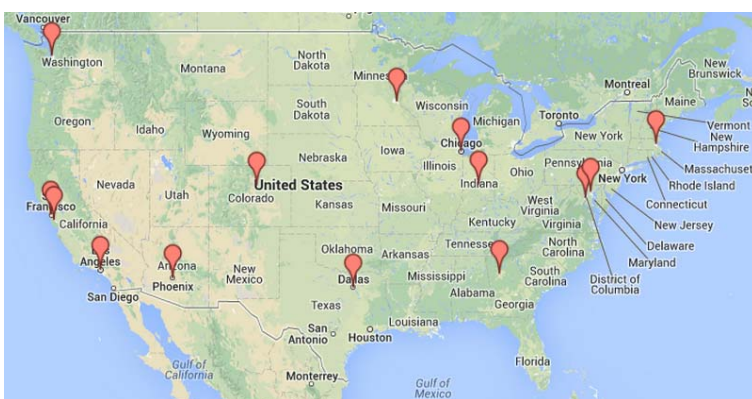 Vancouver
Washington
Montana
North
Dakota
Minnesota
Montreal
New
Brunswick
Maine
Oregon
Idaho
Wyoming
South
Dakota
Wisconsin
Michigan
Toronto
New York
Vermont
New
Hampshire
Massachuset
Rhode Island
Connecticut
New Jersey
Delaware
Maryland
District of
Columbia
Chicago
Iowa
Nebraska
Illinois
Indiana
Ohio
Pennsylvania
New York
Nevada
Utah
Colorado
United States
Kansas
Missouri
West
Virginia
Virginia
Kentucky
Francisco
California
Angeles
Arizona
Phoenix
San Diego
New
Mexico
Oklahoma
Arkansas
Tennessee
North
Carolina
South
Carolina
Dallas
Mississippi
Alabama
Georgia
Texas
Louisiana
San
Antonio
Houston
Florida
Gulf of
California
Monterrey
Gulf of
Mexico